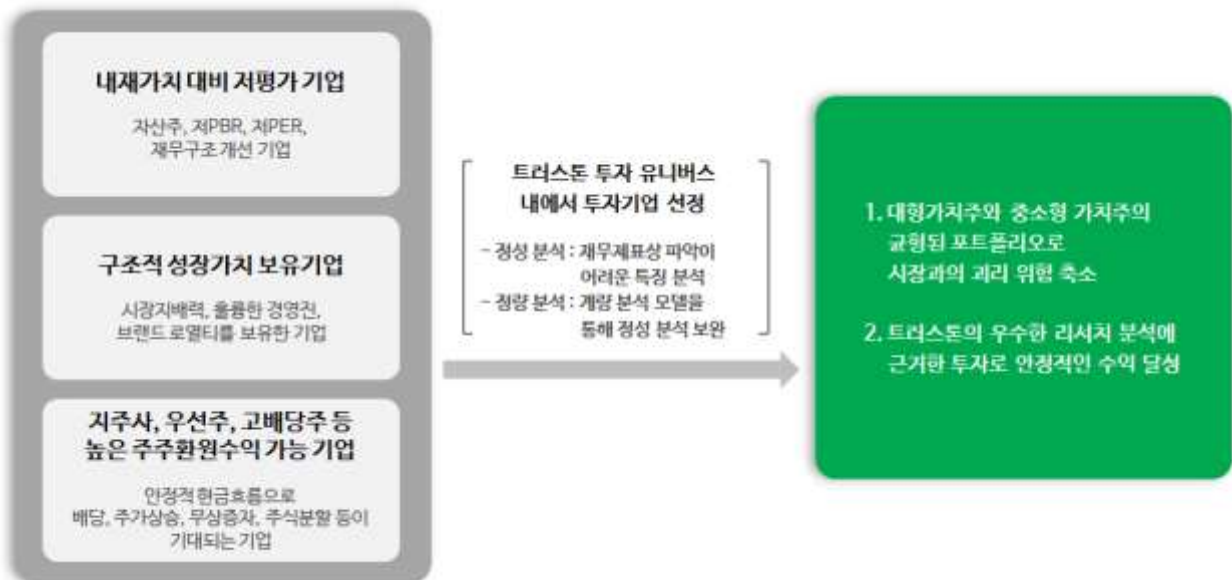 내재가치 대비 저평가 기업
자산주, 저PBR, 저PER,
재무구조 개선 기업
구조적 성장가치 보유기업
시장지배력, 훌륭한 경영진,
브랜드 로열티를 보유한 기업
지주사, 우선주, 고배당주 등
높은 주주환원수익 가능 기업
안정적 현금흐름으로
배당, 주가상승, 무상증자, 주식분할 등이
기대되는 기업
트러스톤 투자 유니버스
내에서 투자기업 선정
- 정성 분석 : 재무제표상 파악이
어려운 특징 분석
- 정량 분석 : 계량 분석 모델을
통해 정성 분석 보완
1. 대형가치주와 중소형 가치주의
균형된 포트폴리오로
시장과의 괴리 위험 축소
2. 트러스톤의 우수한 리서치 분석에
근거한 투자로 안정적인 수익 달성